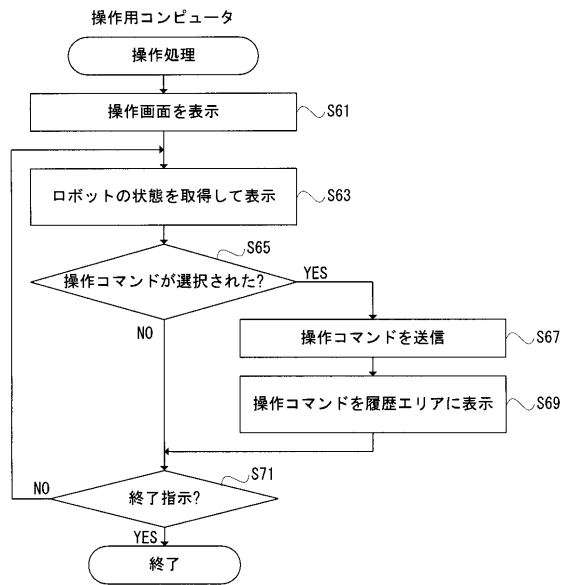 操作用コンピュータ
操作処理
操作画面を表示
S61
ロボットの状態を取得して表示
S63
S65
操作コマンドが選択された?
YES
NO
操作コマンドを送信
S67
操作コマンドを履歴エリアに表示
S69
S71
NO
終了指示?
YES
終了